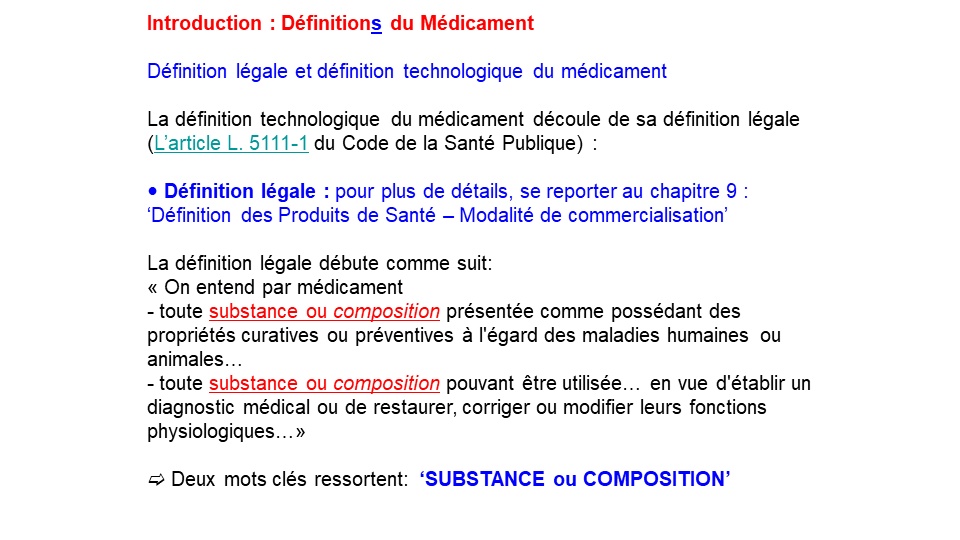 Introduction : Définitions du Médicament
Définition légale et définition technologique du médicament
La définition technologique du médicament découle de sa définition légale
(L'article L. 5111-1 du Code de la Santé Publique) :
• Définition légale : pour plus de détails, se reporter au chapitre 9 :
‘Définition des Produits de Santé – Modalité de commercialisation’
La définition légale débute comme suit:
« On entend par médicament
- toute substance ou composition présentée comme possédant des
propriétés curatives ou préventives à l'égard des maladies humaines ou
animales…
- toute substance ou composition pouvant être utilisée… en vue d'établir un
diagnostic médical ou de restaurer, corriger ou modifier leurs fonctions
physiologiques…»
➯ Deux mots clés ressortent: ‘SUBSTANCE ou COMPOSITION’